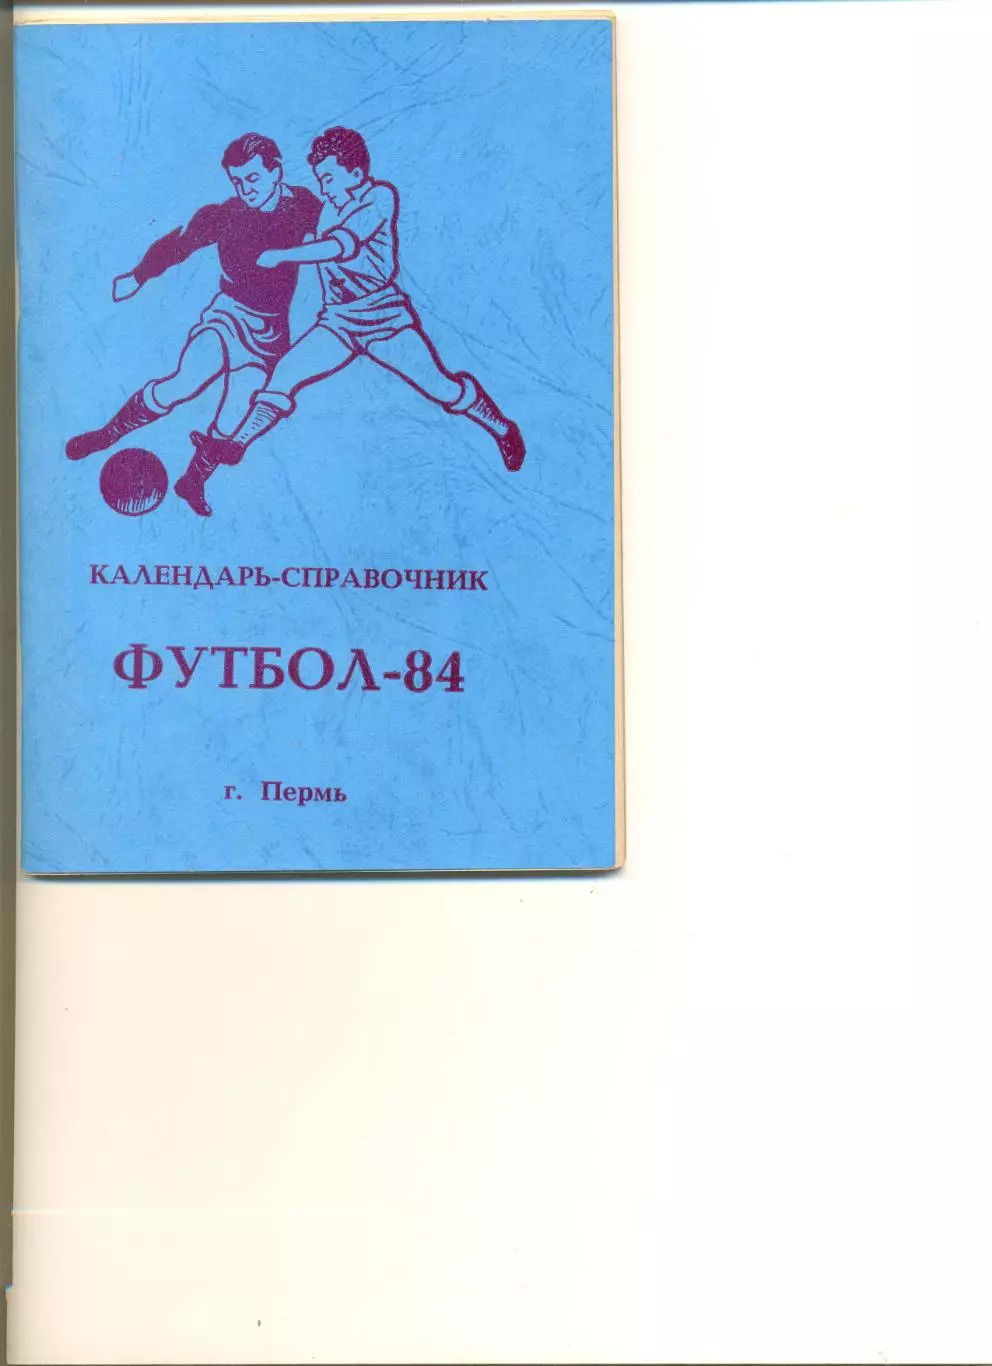 КАЛЕНДАРЬ-СПРАВОЧНИК
ФУТБОЛ-84
г. Пермь